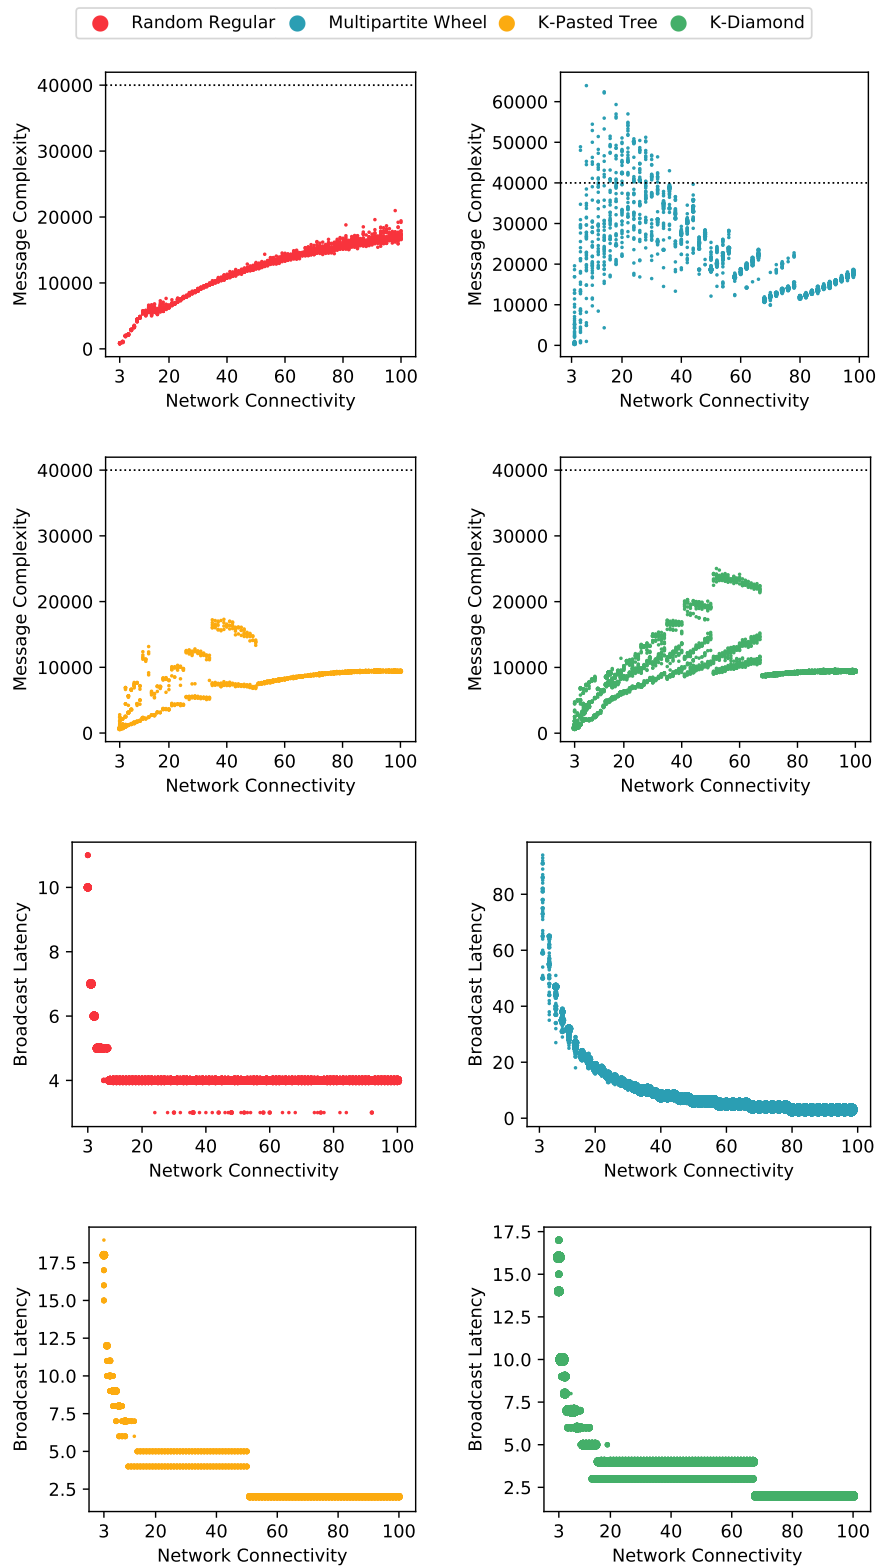 Random Regular Multipartite Wheel K-Pasted Tree K-Diamond
40000
30000
20000
10000
0
Message Complexity
3 20 40 60 80 100
Network Connectivity
60000
50000
40000
30000
20000
10000
0
Message Complexity
3 20 40 60 80 100
Network Connectivity
40000
30000
20000
10000
0
Message Complexity
3 20 40 60 80 100
Network Connectivity
40000
30000
20000
10000
0
Message Complexity
3 20 40 60 80 100
Network Connectivity
10
8
6
4
Broadcast Latency
3 20 40 60 80 100
Network Connectivity
80
60
40
20
0
Broadcast Latency
3 20 40 60 80 100
Network Connectivity
17.5
15.0
12.5
10.0
7.5
5.0
2.5
Broadcast Latency
3 20 40 60 80 100
Network Connectivity
17.5
15.0
12.5
10.0
7.5
5.0
2.5
Broadcast Latency
3 20 40 60 80 100
Network Connectivity